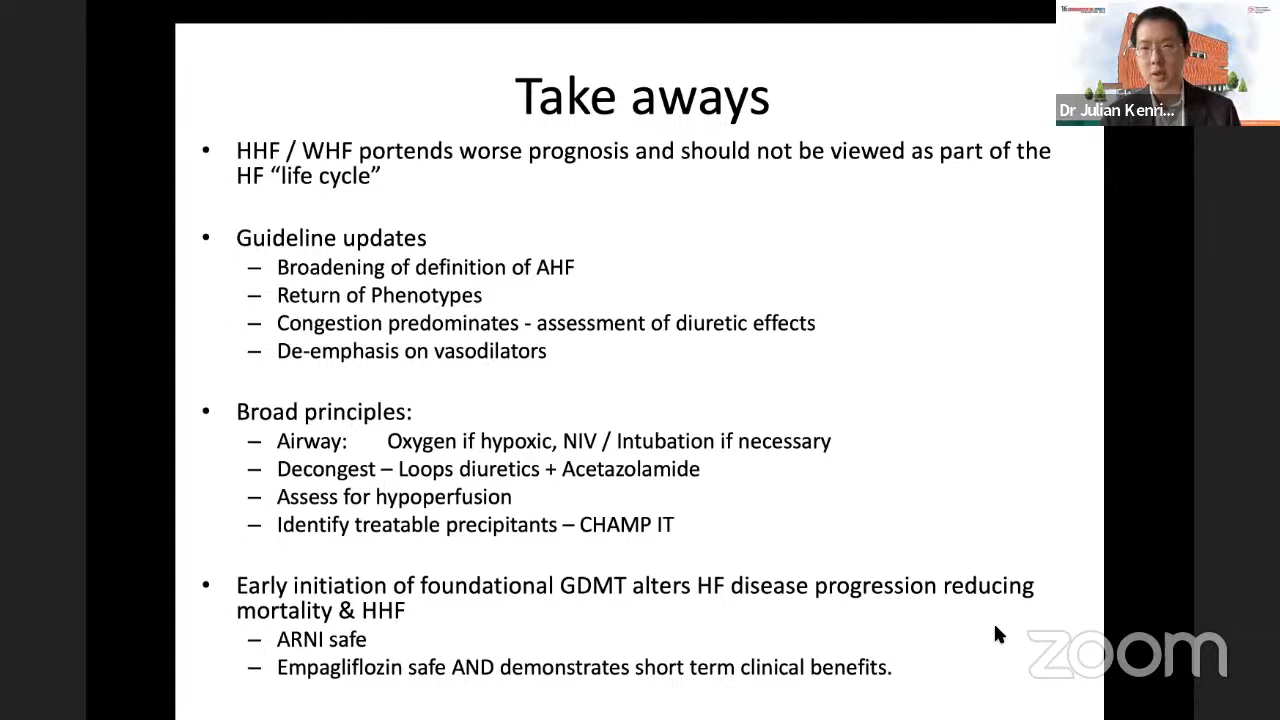 Take aways
• HHF / WHF portends worse prognosis and should not be viewed as part of the
HF “life cycle”
• Guideline updates
– Broadening of definition of AHF
– Return of Phenotypes
– Congestion predominates - assessment of diuretic effects
– De-emphasis on vasodilators
• Broad principles:
– Airway: Oxygen if hypoxic, NIV / Intubation if necessary
– Decongest – Loops diuretics + Acetazolamide
– Assess for hypoperfusion
– Identify treatable precipitants – CHAMP IT
• Early initiation of foundational GDMT alters HF disease progression reducing
mortality & HHF
– ARNI safe
– Empagliflozin safe AND demonstrates short term clinical benefits.
Dr Julian Kenri...
zoom